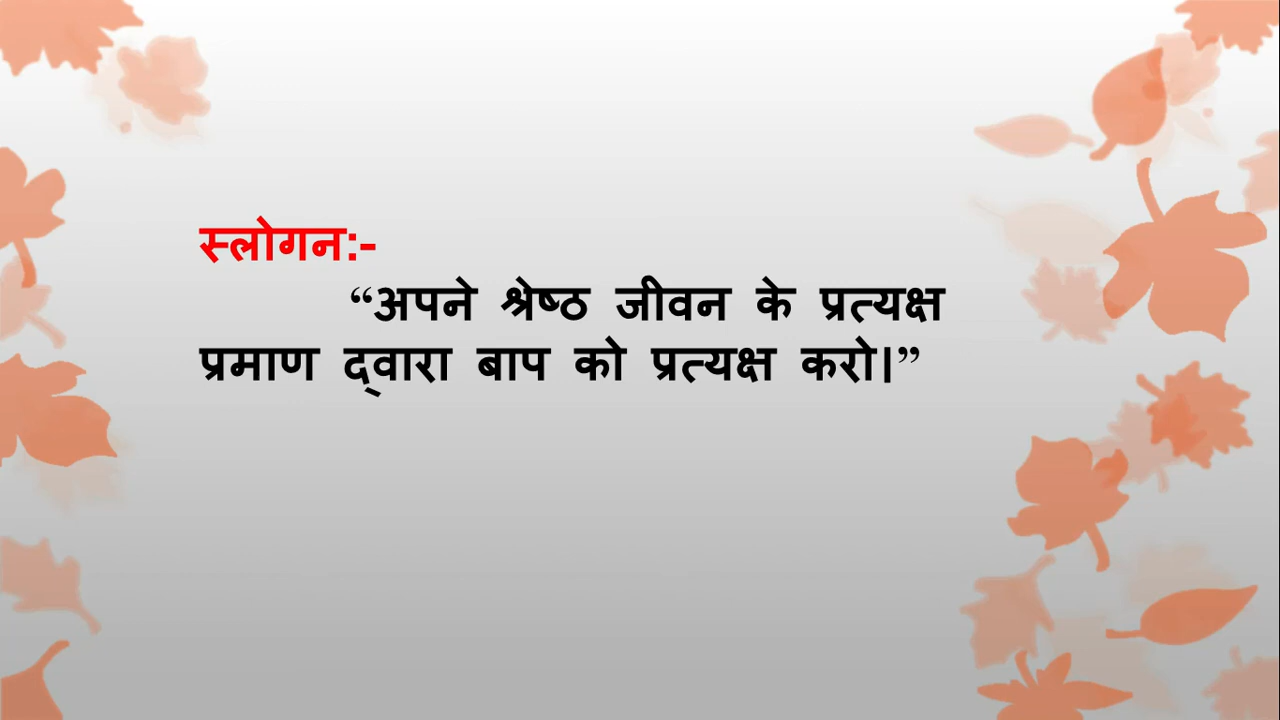 स्लोगन:-
“अपने श्रेष्ठ जीवन के प्रत्यक्ष
प्रमाण द्वारा बाप को प्रत्यक्ष करो।”